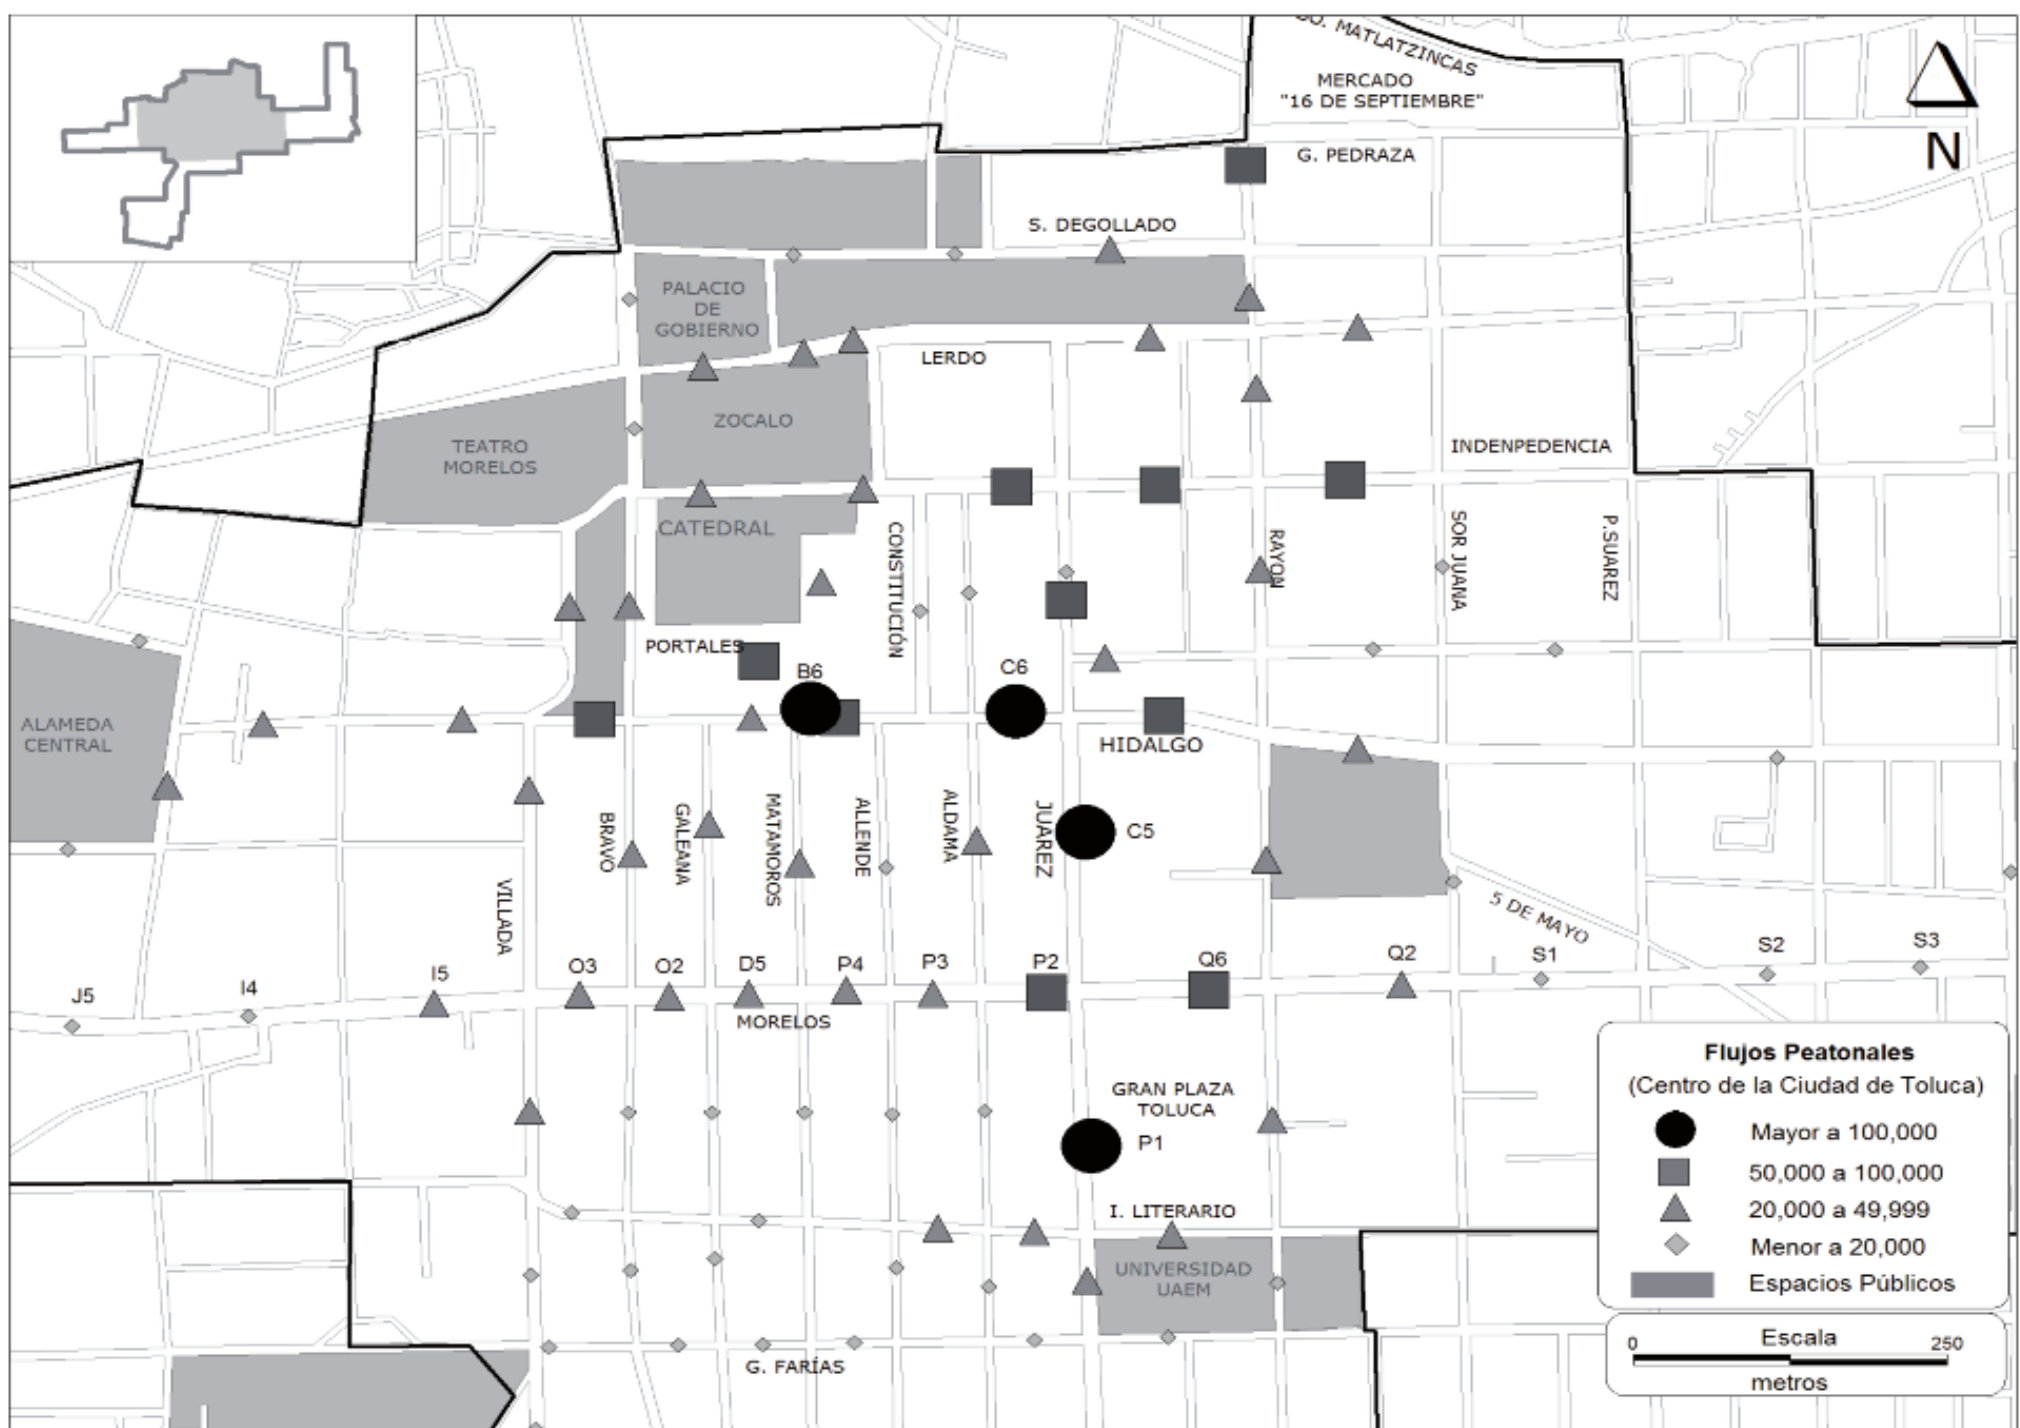 DO. MATLATZINCAS
MERCADO
"16 DE SEPTIEMBRE"
G. PEDRAZA
N
S. DEGOLLADO
PALACIO
DE
GOBIERNO
LERDO
ZOCALO
TEATRO
MORELOS
INDENPEDENCIA
CATEDRAL
CONSTITUCIÓN
RAYON
SOR JUANA
P.SUAREZ
PORTALES
B6
C6
ALAMEDA
CENTRAL
HIDALGO
C5
BRAVO
GALEANA
MATAMOROS
ALLENDE
ALDAMA
JUAREZ
VILLADA
5 DE MAYO
J5
I4
I5
O3
O2
D5
P4
P3
P2
Q6
Q2
S1
S2
S3
MORELOS
GRAN PLAZA
TOLUCA
P1
I. LITERARIO
UNIVERSIDAD
UAEM
G. FARÍAS
Flujos Peatonales
(Centro de la Ciudad de Toluca)
Mayor a 100,000
50,000 a 100,000
20,000 a 49,999
Menor a 20,000
Espacios Públicos
0 Escala 250
metros